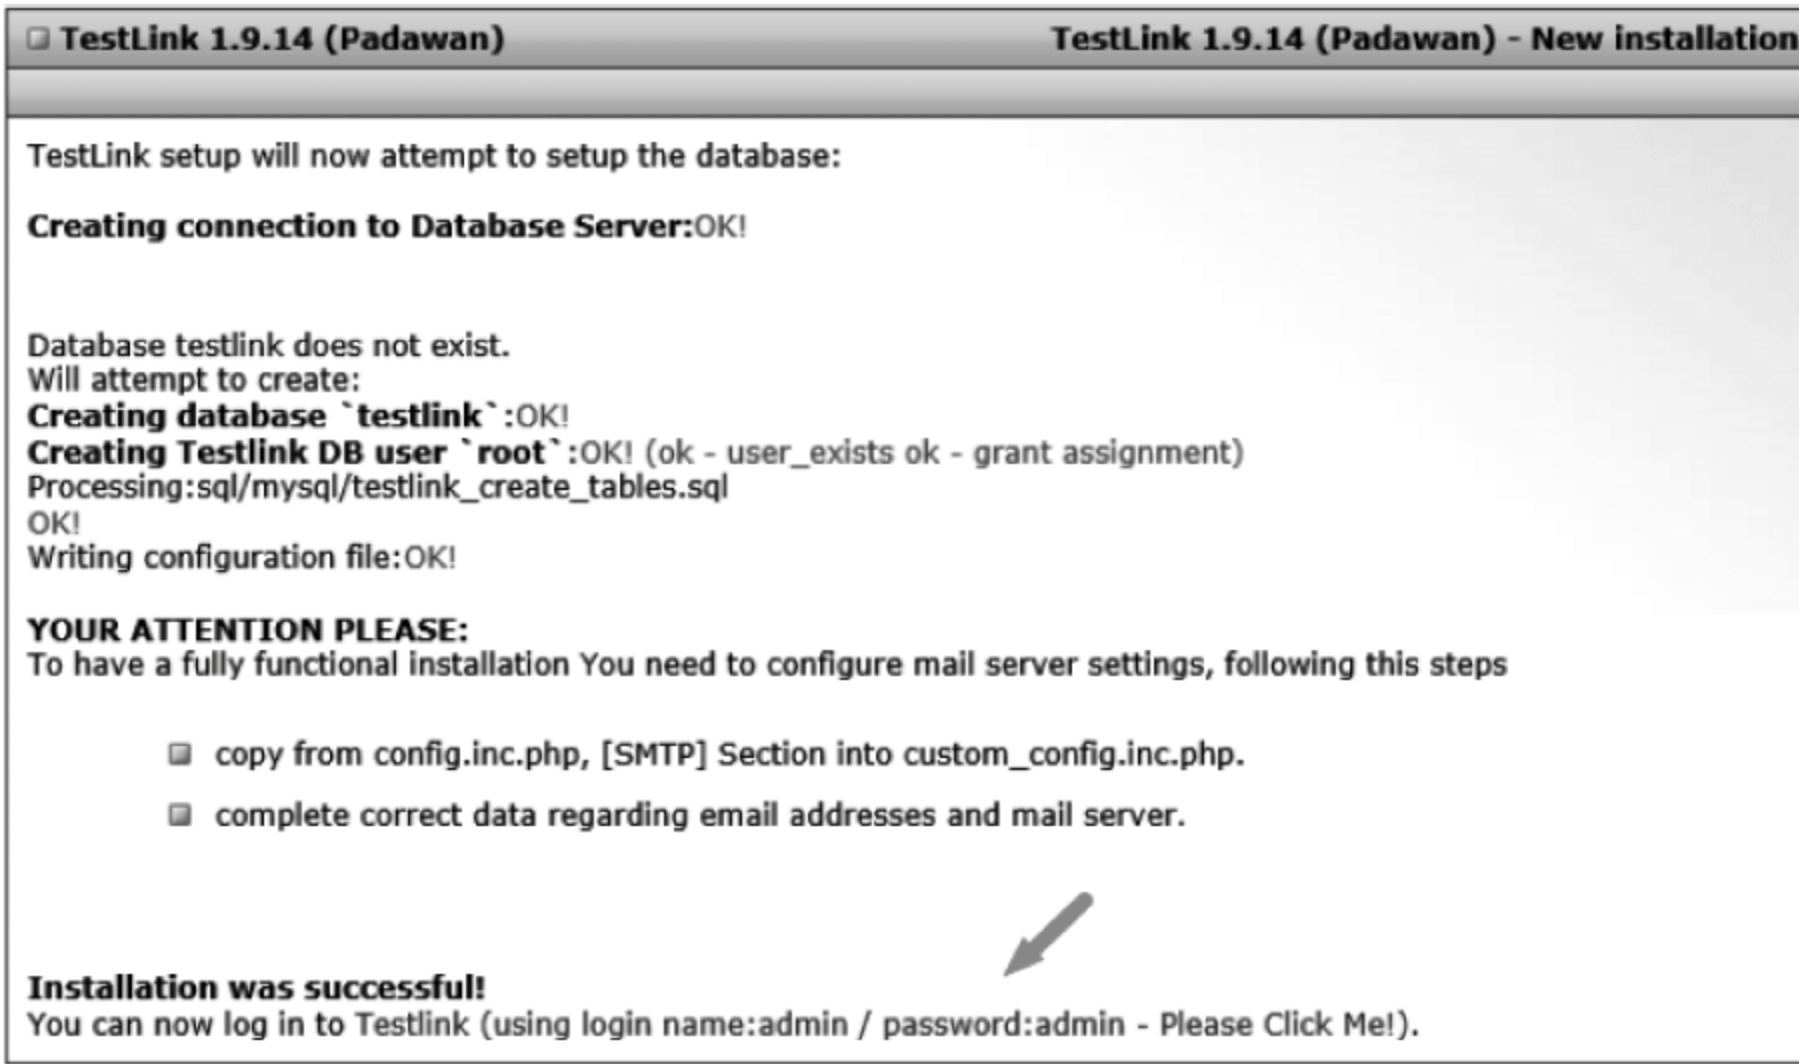 TestLink 1.9.14 (Padawan) TestLink 1.9.14 (Padawan) - New installation
TestLink setup will now attempt to setup the database:
Creating connection to Database Server:OK!
Database testlink does not exist.
Will attempt to create:
Creating database `testlink`:OK!
Creating Testlink DB user `root`:OK! (ok - user_exists ok - grant assignment)
Processing:sql/mysql/testlink_create_tables.sql
OK!
Writing configuration file:OK!
YOUR ATTENTION PLEASE:
To have a fully functional installation You need to configure mail server settings, following this steps
copy from config.inc.php, [SMTP] Section into custom_config.inc.php.
complete correct data regarding email addresses and mail server.
Installation was successful!
You can now log in to Testlink (using login name:admin / password:admin - Please Click Me!).